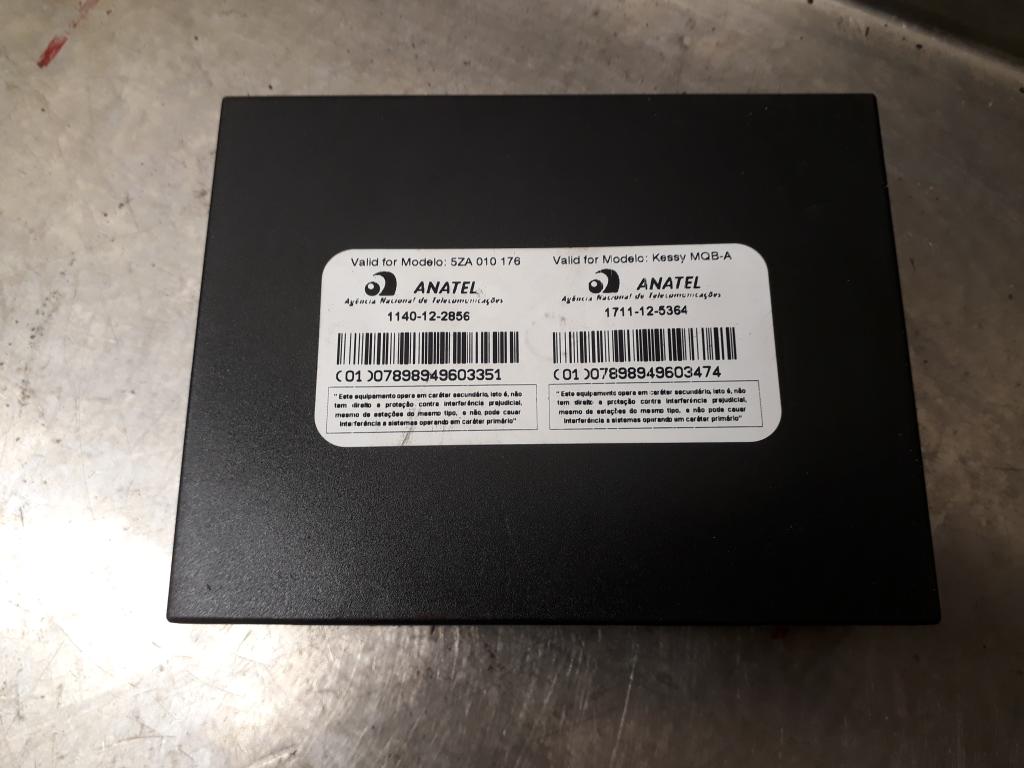 Valid for Modelo: 5ZA 010 176
ANATEL
Agência Nacional de Telecomunicações
1140-12-2856
(01)07898949603351
"Este equipamento opera em caráter secundário, isto é, não
tem direito a proteção contra interferência prejudicial,
mesmo de estações do mesmo tipo, e não pode causar
interferência a sistemas operando em caráter primário"
Valid for Modelo: Kessy MQB-A
ANATEL
Agência Nacional de Telecomunicações
1711-12-5364
(01)07898949603474
"Este equipamento opera em caráter secundário, isto é, não
tem direito a proteção contra interferência prejudicial,
mesmo de estações do mesmo tipo, e não pode causar
interferência a sistemas operando em caráter primário"